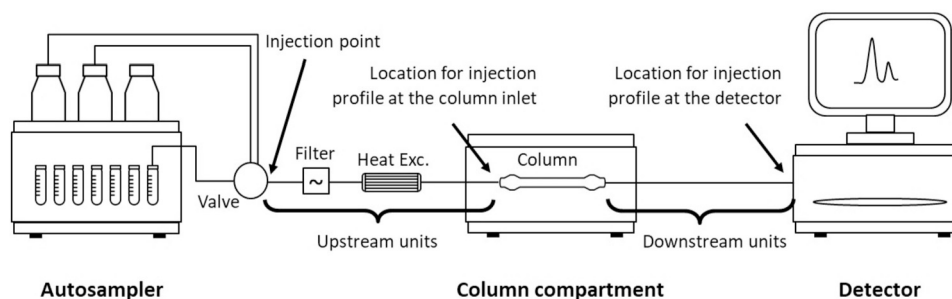 Injection point
Location for injection
profile at the column inlet
Location for injection
profile at the detector
Filter
Heat Exc.
Column
~
Valve
Upstream units
Downstream units
Autosampler
Column compartment
Detector